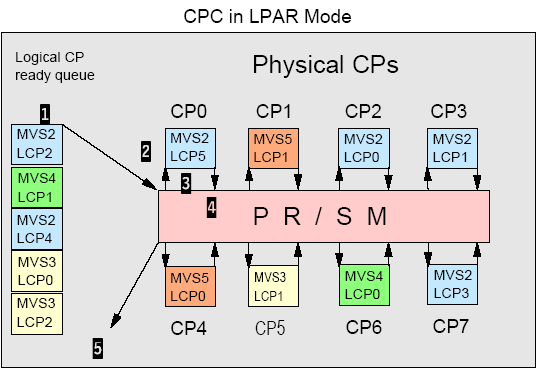 CPC in LPAR Mode
Logical CP
ready queue
Physical CPs
1
MVS2
LCP2
MVS4
LCP1
MVS2
LCP4
MVS3
LCP0
MVS3
LCP2
CP0
CP1
CP2
CP3
2
MVS2
LCP5
MVS5
LCP1
MVS2
LCP0
MVS2
LCP1
3
4
PR/SM
MVS5
LCP0
MVS3
LCP1
MVS4
LCP0
MVS2
LCP3
CP4
CP5
CP6
CP7
5